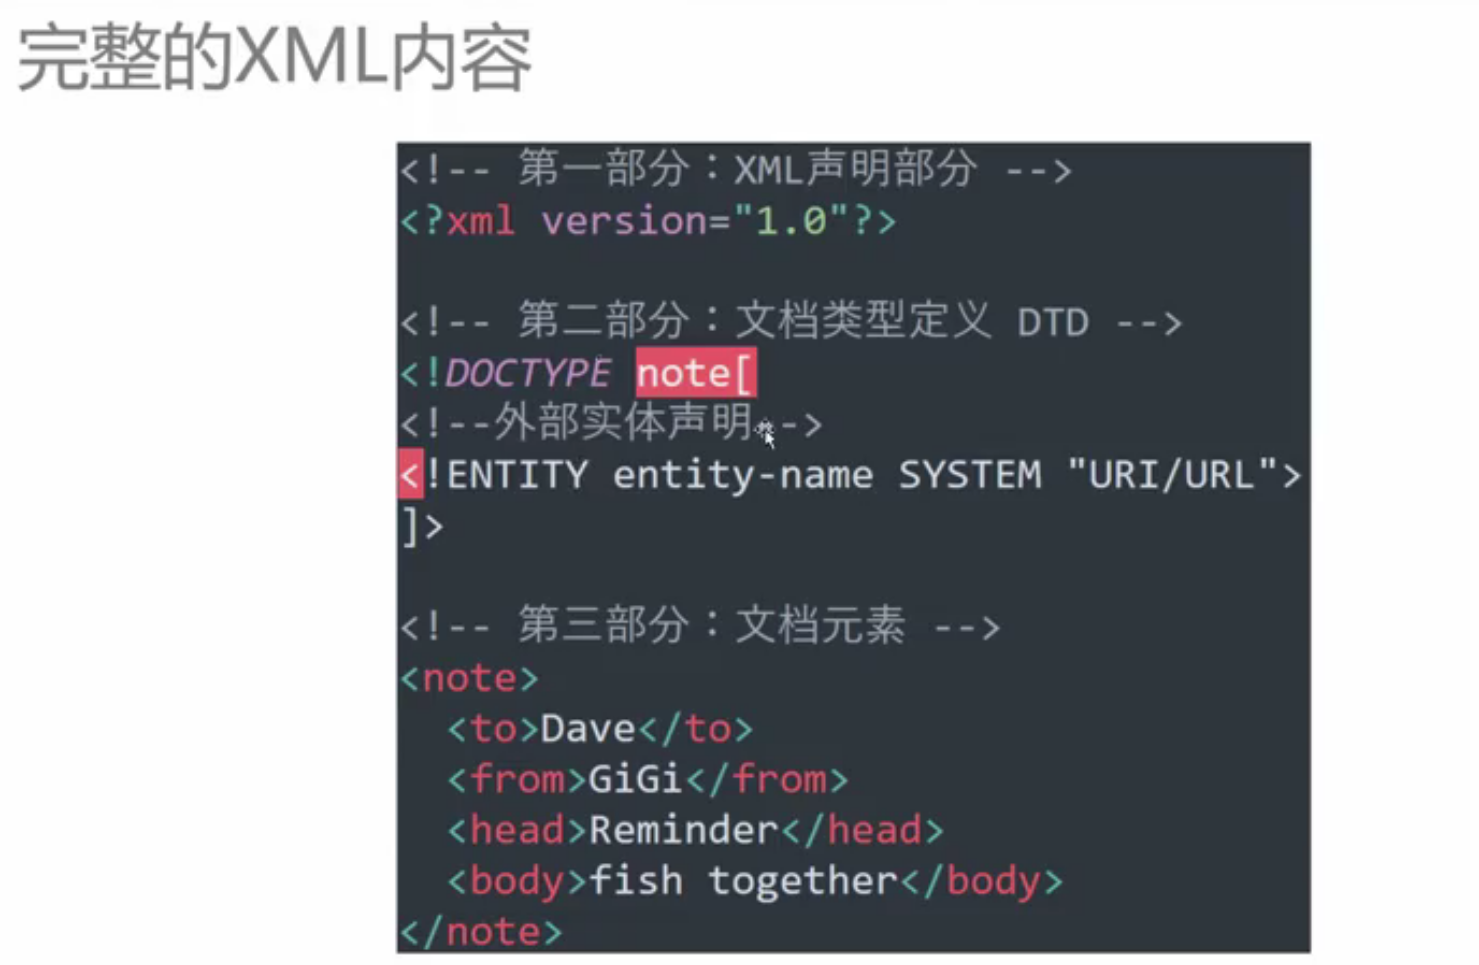 完整的XML内容
<!-- 第一部分：XML声明部分 -->
<?xml version="1.0"?>
<!-- 第二部分：文档类型定义 DTD -->
<!DOCTYPE note[
<!--外部实体声明-->
<!ENTITY entity-name SYSTEM "URI/URL">
]>
<!-- 第三部分：文档元素 -->
<note>
<to>Dave</to>
<from>GiGi</from>
<head>Reminder</head>
<body>fish together</body>
</note>